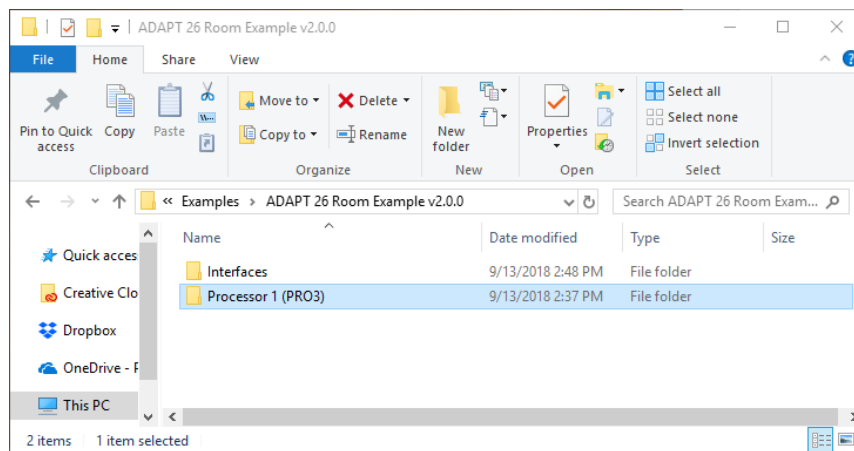 ADAPT 26 Room Example v2.0.0
File Home Share View
Pin to Quick access
Copy
Paste
Move to
Copy to
Delete
Rename
New folder
Properties
Select all
Select none
Invert selection
Clipboard Organize New Open Select
« Examples > ADAPT 26 Room Example v2.0.0
Search ADAPT 26 Room Exam...
Name Date modified Type Size
Quick acces
Creative Clo
Dropbox
OneDrive - P
This PC
Interfaces 9/13/2018 2:48 PM File folder
Processor 1 (PRO3) 9/13/2018 2:37 PM File folder
2 items 1 item selected